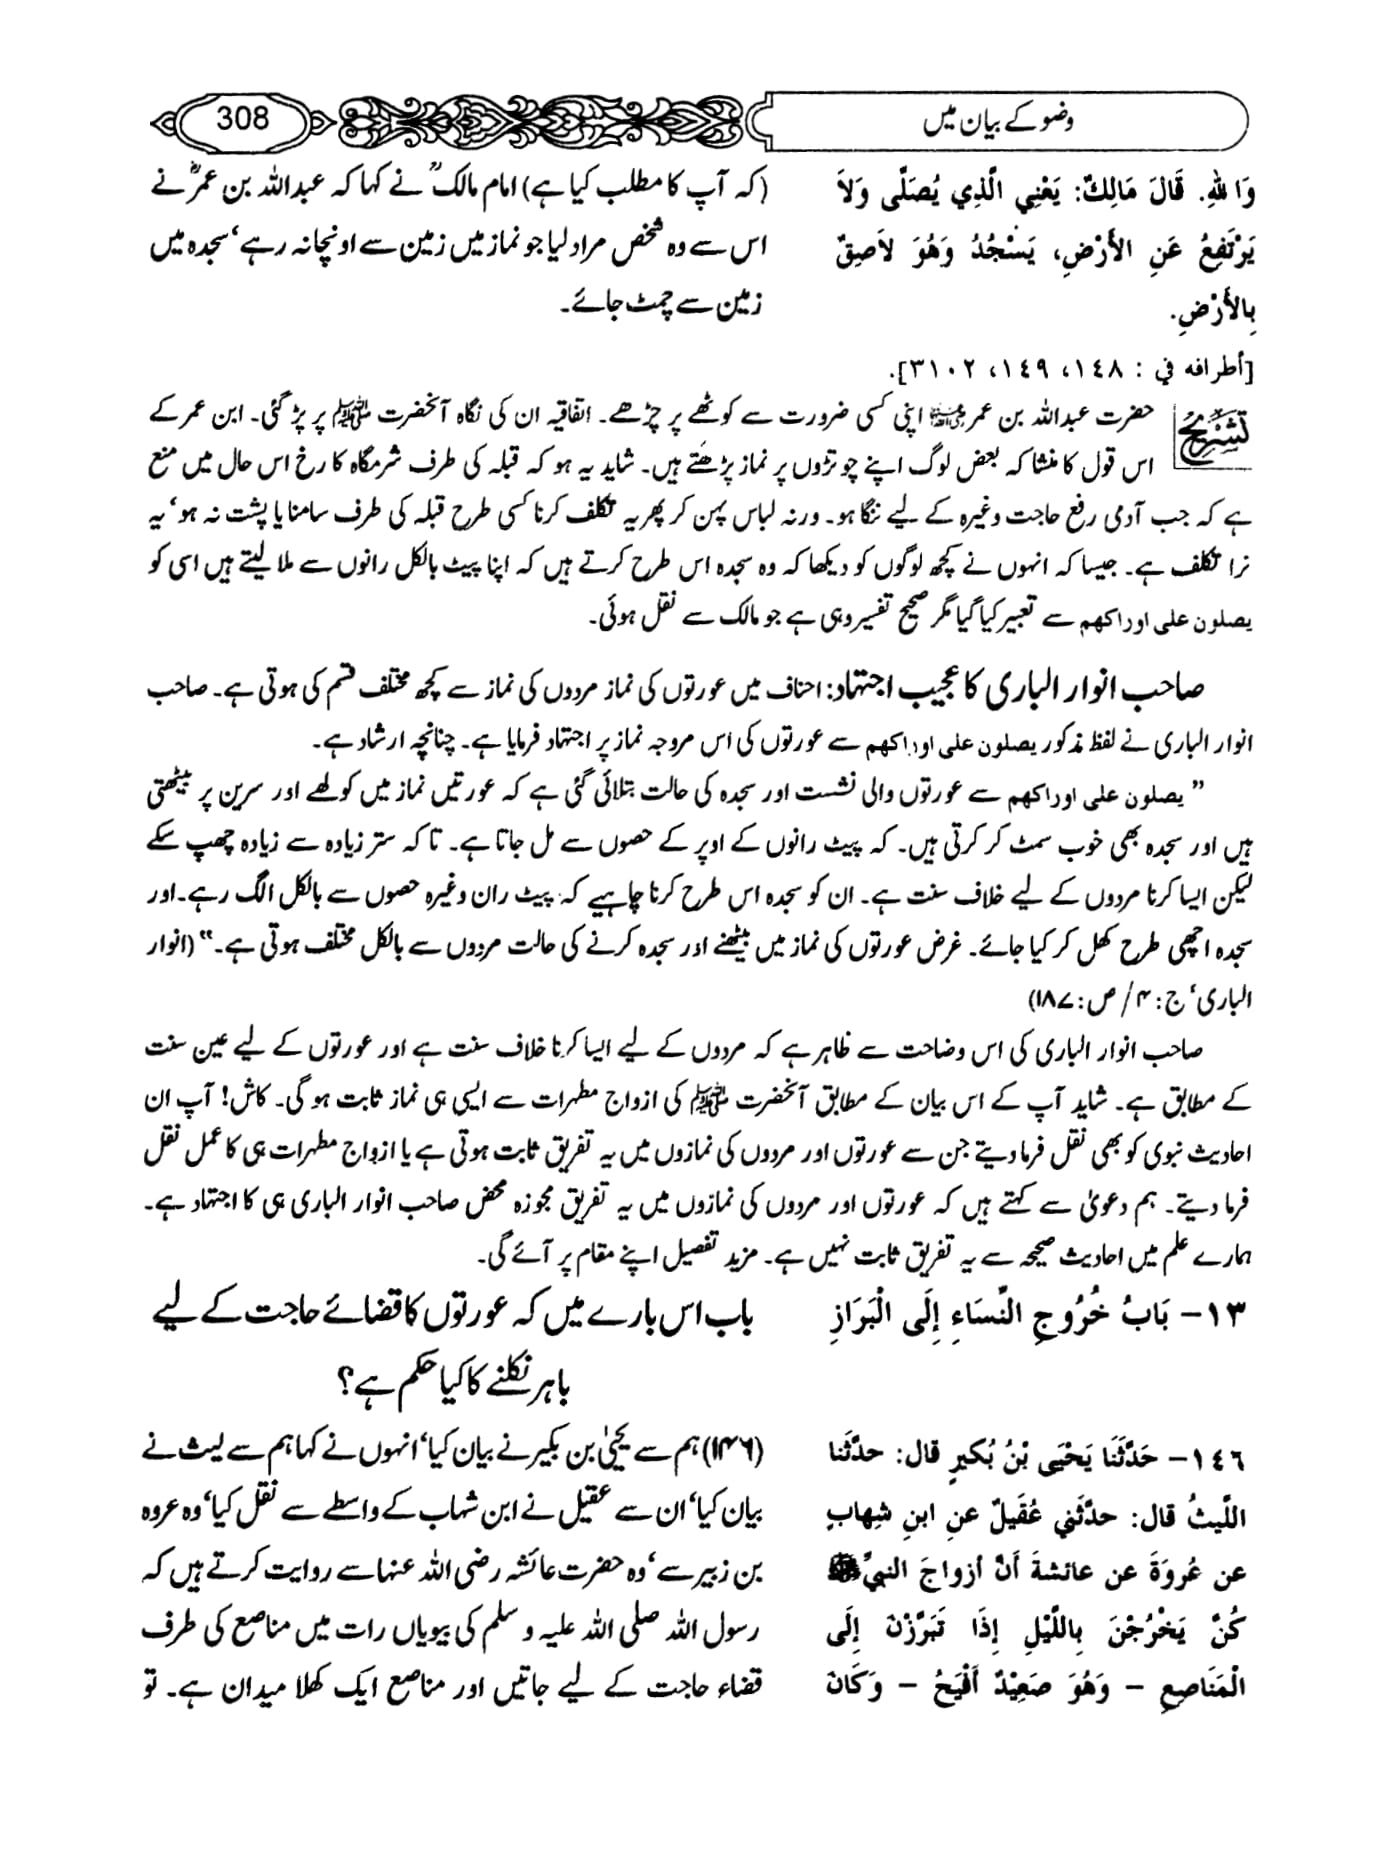 وضو کے بیان میں
308
وَا للهِ. قَالَ مَالِكٌ: يَعْنِي الَّذِي يُصَلِّى وَلاَ
يَرْتَفِعُ عَنِ الأَرْضِ، يَسْجُدُ وَهُوَ لاَصِقٌ
بِالأَرْضِ.
[أطرافه في : ١٤٨، ١٤٩، ٣١٠٢].
(کہ آپ کا مطلب کیا ہے) امام مالکؒ نے کہا کہ عبداللہ بن عمرؓ نے
اس سے وہ شخص مراد لیا جو نماز میں زمین سے اونچا نہ رہے‘ سجدہ میں
زمین سے چمٹ جائے۔
تشریح
حضرت عبداللہ بن عمر رضی اللہ عنہما اپنی کسی ضرورت سے کوٹھے پر چڑھے۔ اتفاقیہ ان کی نگاہ آنحضرت ﷺ پر پڑ گئی۔ ابن عمر کے
اس قول کا منشا کہ بعض لوگ اپنے چوتڑوں پر نماز پڑھتے ہیں۔ شاید یہ ہو کہ قبلہ کی طرف شرمگاہ کا رخ اس حال میں منع
ہے کہ جب آدمی رفع حاجت وغیرہ کے لیے ننگا ہو۔ ورنہ لباس پہن کر پھر یہ تکلف کرنا کسی طرح قبلہ کی طرف سامنا یا پشت نہ ہو‘ یہ
نرا تکلف ہے۔ جیسا کہ انہوں نے کچھ لوگوں کو دیکھا کہ وہ سجدہ اس طرح کرتے ہیں کہ اپنا پیٹ بالکل رانوں سے ملا لیتے ہیں اسی کو
یصلون علی اوراکھم سے تعبیر کیا گیا مگر صحیح تفسیر وہی ہے جو مالک سے نقل ہوئی۔
صاحب انوار الباری کا عجیب اجتہاد: احناف میں عورتوں کی نماز مردوں کی نماز سے کچھ مختلف قسم کی ہوتی ہے۔ صاحب
انوار الباری نے لفظ مذکور یصلون علی اوراکھم سے عورتوں کی اس مروجہ نماز پر اجتہاد فرمایا ہے۔ چنانچہ ارشاد ہے۔
” یصلون علی اوراکھم سے عورتوں والی نشست اور سجدہ کی حالت بتلائی گئی ہے کہ عورتیں نماز میں کولھے اور سرین پر بیٹھتی
ہیں اور سجدہ بھی خوب سمٹ کر کرتی ہیں۔ کہ پیٹ رانوں کے اوپر کے حصوں سے مل جاتا ہے۔ تا کہ ستر زیادہ سے زیادہ چھپ سکے
لیکن ایسا کرنا مردوں کے لیے خلاف سنت ہے۔ ان کو سجدہ اس طرح کرنا چاہیے کہ پیٹ ران وغیرہ حصوں سے بالکل الگ رہے۔ اور
سجدہ اچھی طرح کھل کر کیا جائے۔ غرض عورتوں کی نماز میں بیٹھنے اور سجدہ کرنے کی حالت مردوں سے بالکل مختلف ہوتی ہے۔“ (انوار
الباری‘ ج: ۴/ ص: ۱۸۷)
صاحب انوار الباری کی اس وضاحت سے ظاہر ہے کہ مردوں کے لیے ایسا کرنا خلاف سنت ہے اور عورتوں کے لیے عین سنت
کے مطابق ہے۔ شاید آپ کے اس بیان کے مطابق آنحضرت ﷺ کی ازواج مطہرات سے ایسی ہی نماز ثابت ہو گی۔ کاش! آپ ان
احادیث نبوی کو بھی نقل فرما دیتے جن سے عورتوں اور مردوں کی نمازوں میں یہ تفریق ثابت ہوتی ہے یا ازواج مطہرات ہی کا عمل نقل
فرما دیتے۔ ہم دعویٰ سے کہتے ہیں کہ عورتوں اور مردوں کی نمازوں میں یہ تفریق مجوزہ محض صاحب انوار الباری ہی کا اجتہاد ہے۔
ہمارے علم میں احادیث صحیحہ سے یہ تفریق ثابت نہیں ہے۔ مزید تفصیل اپنے مقام پر آئے گی۔
١٣– بَابُ خُرُوجِ النِّسَاءِ إِلَى الْبَرَازِ
باب اس بارے میں کہ عورتوں کا قضائے حاجت کے لیے
باہر نکلنے کا کیا حکم ہے؟
١٤٦– حَدَّثَنَا يَحْيَى بْنُ بُكَيرٍ قال: حدَّثَنا
اللَّيثُ قال: حدَّثَني عُقَيلٌ عنِ ابنِ شِهابٍ
عن عُروَةَ عن عائشةَ أنَّ أزواجَ النبيِّ ﷺ
كُنَّ يَخْرُجْنَ بِاللَّيْلِ إِذَا تَبَرَّزْنَ إِلَى
الْمَنَاصِعِ – وَهُوَ صَعِيْدٌ أَفْيَحُ – وَكَانَ
(۱۴۶) ہم سے یحییٰ بن بکیر نے بیان کیا‘ انہوں نے کہا ہم سے لیث نے
بیان کیا‘ ان سے عقیل نے ابن شہاب کے واسطے سے نقل کیا‘ وہ عروہ
بن زبیر سے‘ وہ حضرت عائشہ رضی اللہ عنہا سے روایت کرتے ہیں کہ
رسول اللہ صلی اللہ علیہ و سلم کی بیویاں رات میں مناصع کی طرف
قضاء حاجت کے لیے جاتیں اور مناصع ایک کھلا میدان ہے۔ تو